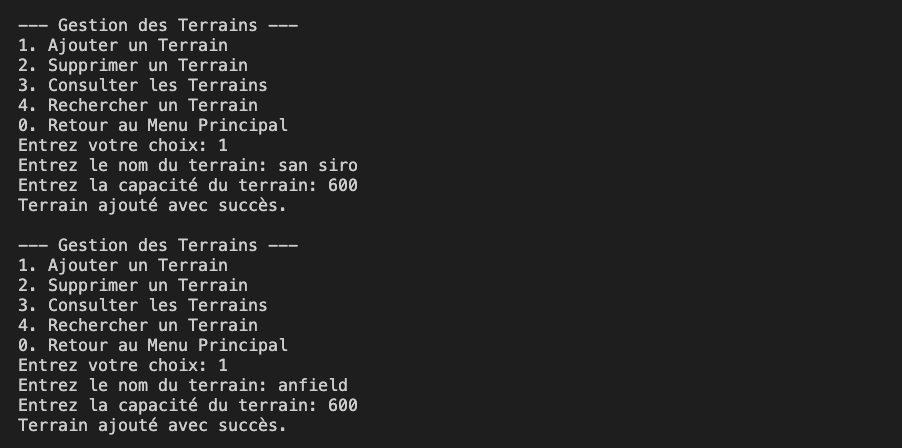 --- Gestion des Terrains ---
1. Ajouter un Terrain
2. Supprimer un Terrain
3. Consulter les Terrains
4. Rechercher un Terrain
0. Retour au Menu Principal
Entrez votre choix: 1
Entrez le nom du terrain: san siro
Entrez la capacité du terrain: 600
Terrain ajouté avec succès.

--- Gestion des Terrains ---
1. Ajouter un Terrain
2. Supprimer un Terrain
3. Consulter les Terrains
4. Rechercher un Terrain
0. Retour au Menu Principal
Entrez votre choix: 1
Entrez le nom du terrain: anfield
Entrez la capacité du terrain: 600
Terrain ajouté avec succès.